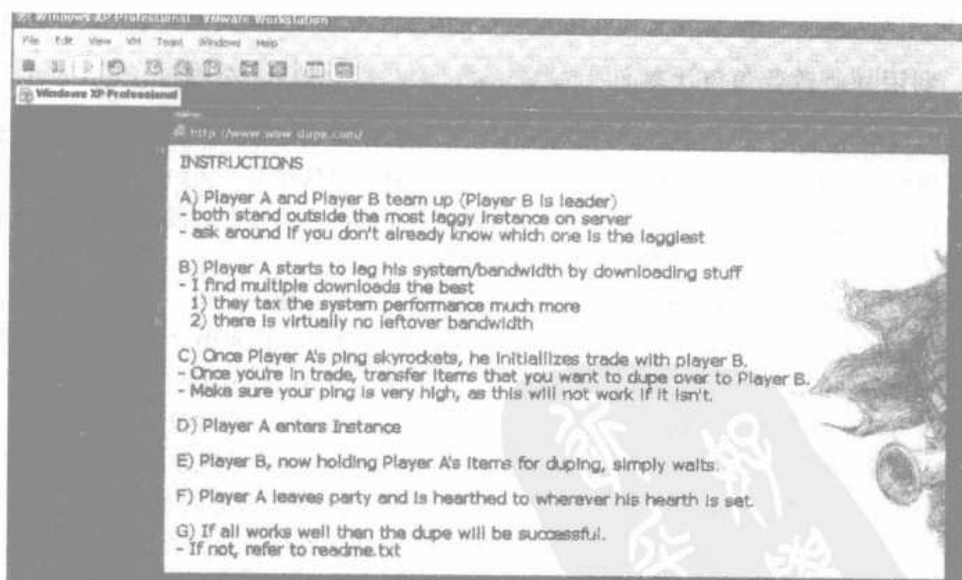 Windows XP Professional - VMware Workstation
File Edit View VM Team Windows Help
Windows XP Professional
http://www.wow-dupe.com/
INSTRUCTIONS
A) Player A and Player B team up (Player B is leader)
- both stand outside the most laggy instance on server
- ask around if you don't already know which one is the laggiest
B) Player A starts to lag his system/bandwidth by downloading stuff
- I find multiple downloads the best
1) they tax the system performance much more
2) there is virtually no leftover bandwidth
C) Once Player A's ping skyrockets, he initiallizes trade with player B.
- Once you're in trade, transfer items that you want to dupe over to Player B.
- Make sure your ping is very high, as this will not work if it isn't.
D) Player A enters Instance
E) Player B, now holding Player A's items for duping, simply waits.
F) Player A leaves party and is hearthed to wherever his hearth is set.
G) If all works well then the dupe will be successful.
- If not, refer to readme.txt